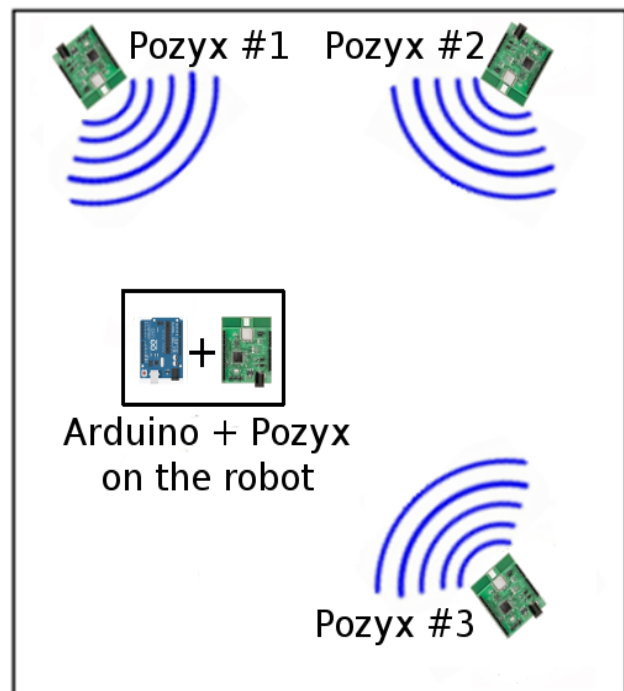 Pozyx #1
Pozyx #2
+
Arduino + Pozyx
on the robot
Pozyx #3